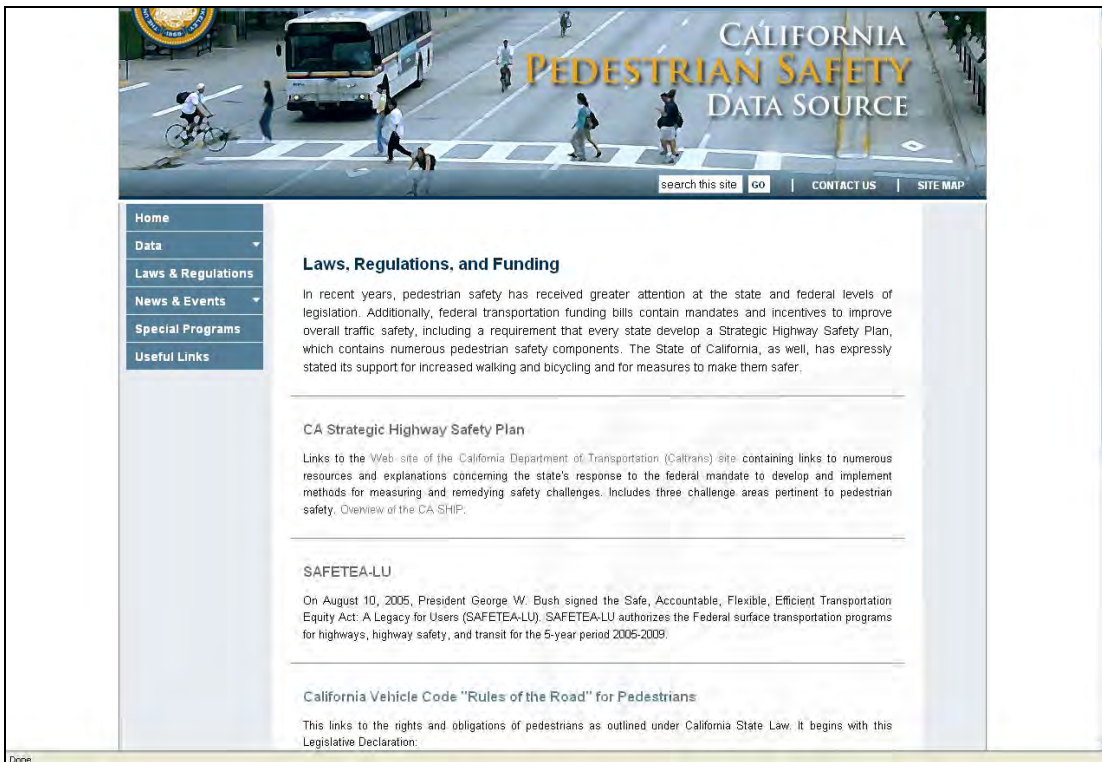 CALIFORNIA
PEDESTRIAN SAFETY
DATA SOURCE
search this site GO | CONTACT US | SITE MAP
Home
Data
Laws & Regulations
News & Events
Special Programs
Useful Links
Laws, Regulations, and Funding
In recent years, pedestrian safety has received greater attention at the state and federal levels of
legislation. Additionally, federal transportation funding bills contain mandates and incentives to improve
overall traffic safety, including a requirement that every state develop a Strategic Highway Safety Plan,
which contains numerous pedestrian safety components. The State of California, as well, has expressly
stated its support for increased walking and bicycling and for measures to make them safer.
CA Strategic Highway Safety Plan
Links to the Web site of the California Department of Transportation (Caltrans) site containing links to numerous
resources and explanations concerning the state's response to the federal mandate to develop and implement
methods for measuring and remedying safety challenges. Includes three challenge areas pertinent to pedestrian
safety. Overview of the CA SHIP.
SAFETEA-LU
On August 10, 2005, President George W. Bush signed the Safe, Accountable, Flexible, Efficient Transportation
Equity Act: A Legacy for Users (SAFETEA-LU). SAFETEA-LU authorizes the Federal surface transportation programs
for highways, highway safety, and transit for the 5-year period 2005-2009.
California Vehicle Code "Rules of the Road" for Pedestrians
This links to the rights and obligations of pedestrians as outlined under California State Law. It begins with this
Legislative Declaration:
Done